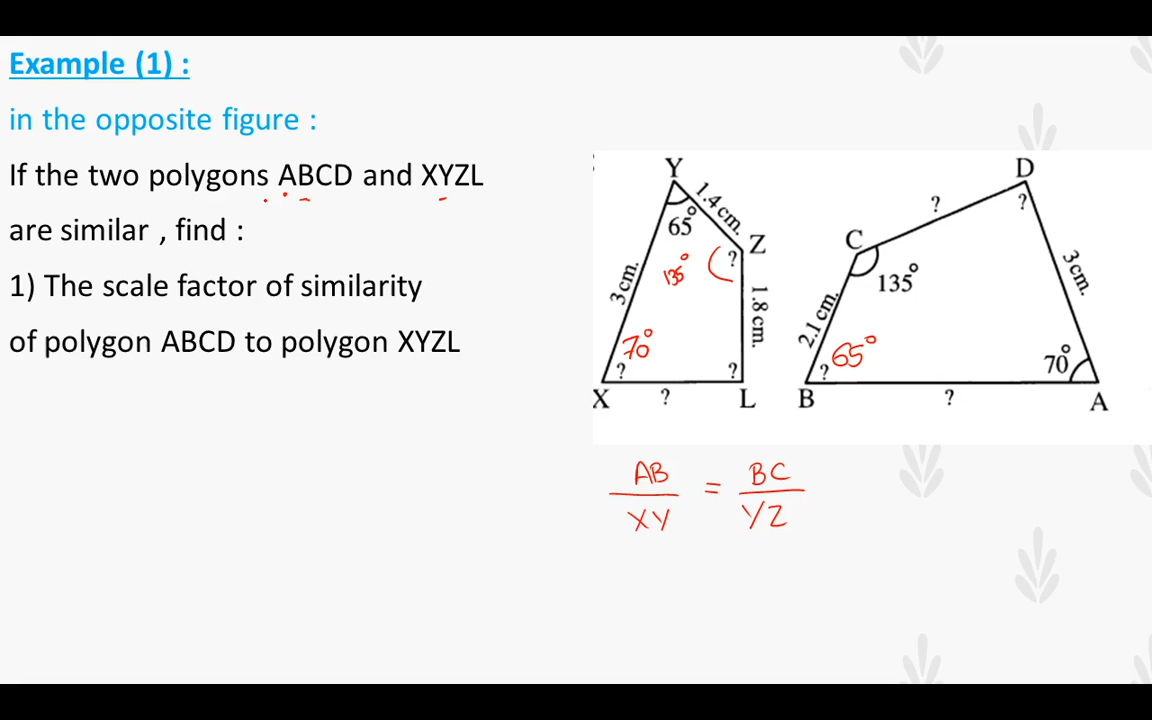 Example (1) :
in the opposite figure :
If the two polygons ABCD and XYZL
are similar , find :
1) The scale factor of similarity
of polygon ABCD to polygon XYZL
Y
1.4 cm.
65°
Z
?
135°
3 cm.
1.8 cm.
70°
?
?
X
?
L
D
?
?
C
135°
3 cm.
2.1 cm.
65°
?
70°
B
?
A
AB = BC
XY YZ